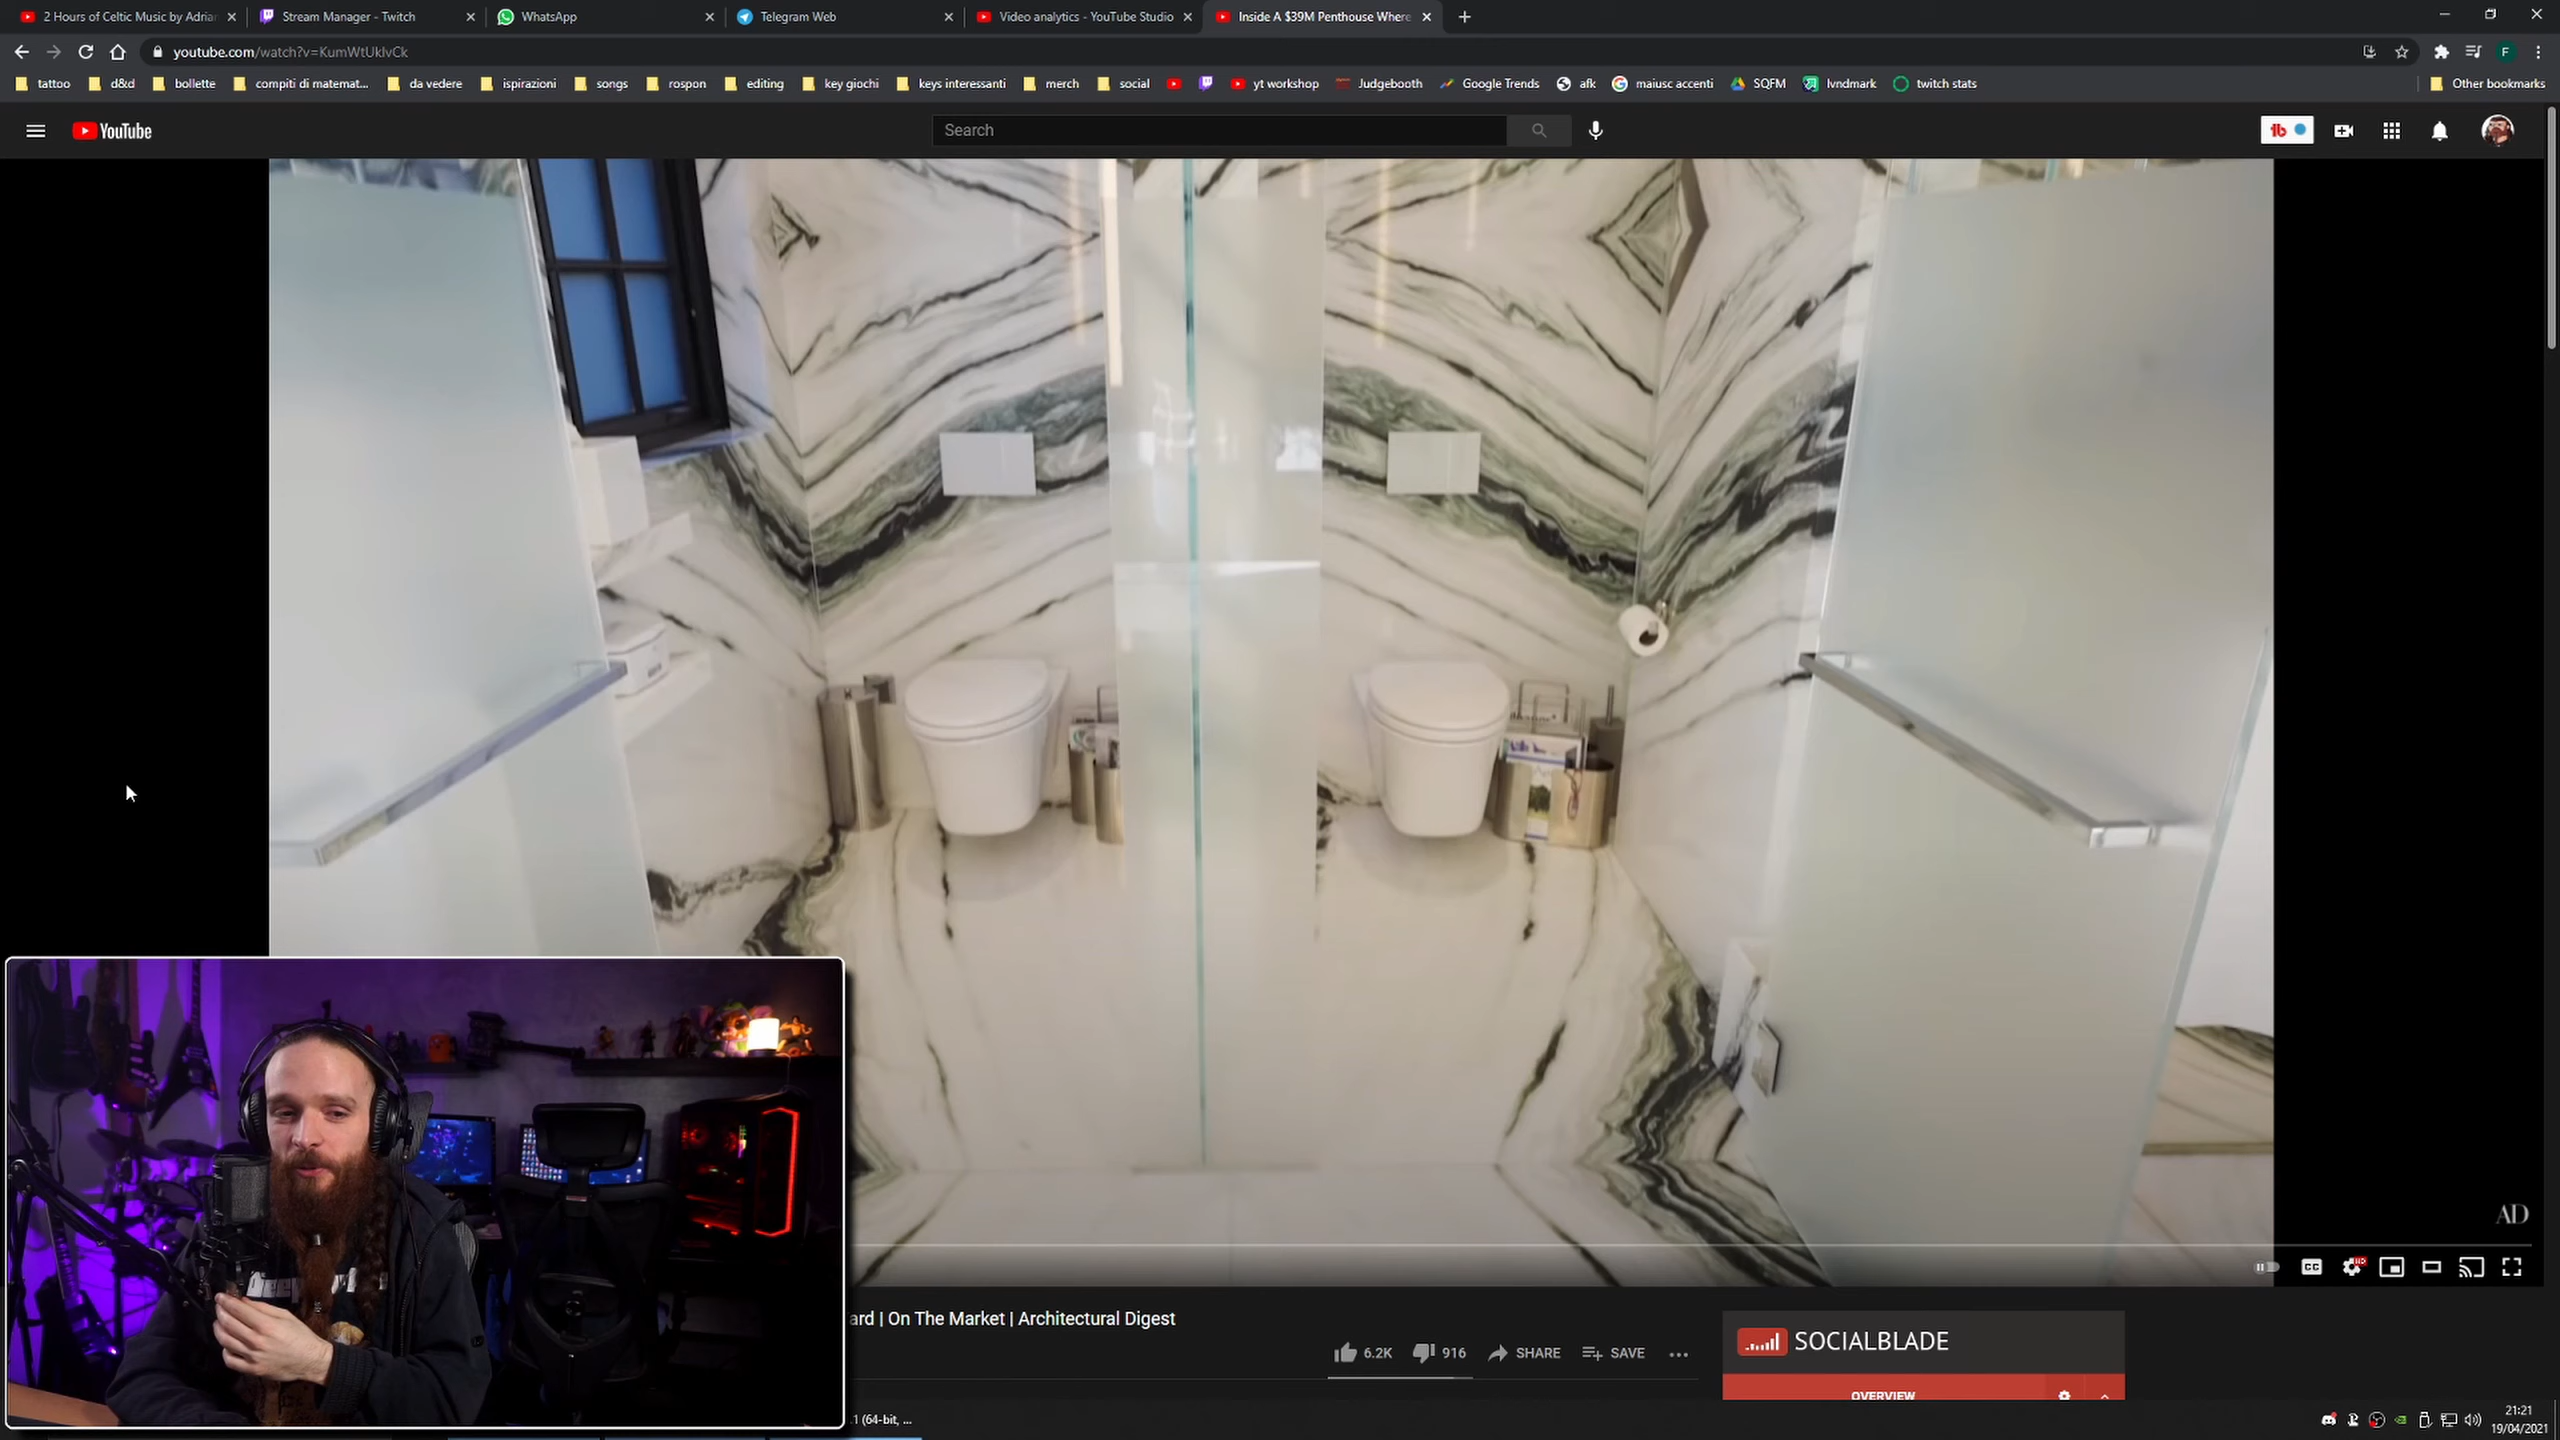 2 Hours of Celtic Music by Adrian
Stream Manager - Twitch
WhatsApp
Telegram Web
Video analytics - YouTube Studio
Inside A $39M Penthouse Where
youtube.com/watch?v=KumWtUkIvCk
tattoo
d&d
bollette
compiti di matemat...
da vedere
ispirazioni
songs
rospon
editing
key giochi
keys interessanti
merch
social
yt workshop
Judgebooth
Google Trends
afk
maiusc accenti
SQFM
lvndmark
twitch stats
Other bookmarks
YouTube
Search
AD
ard | On The Market | Architectural Digest
6.2K
916
SHARE
SAVE
SOCIALBLADE
OVERVIEW
.1 (64-bit, ...
21:21
19/04/2021